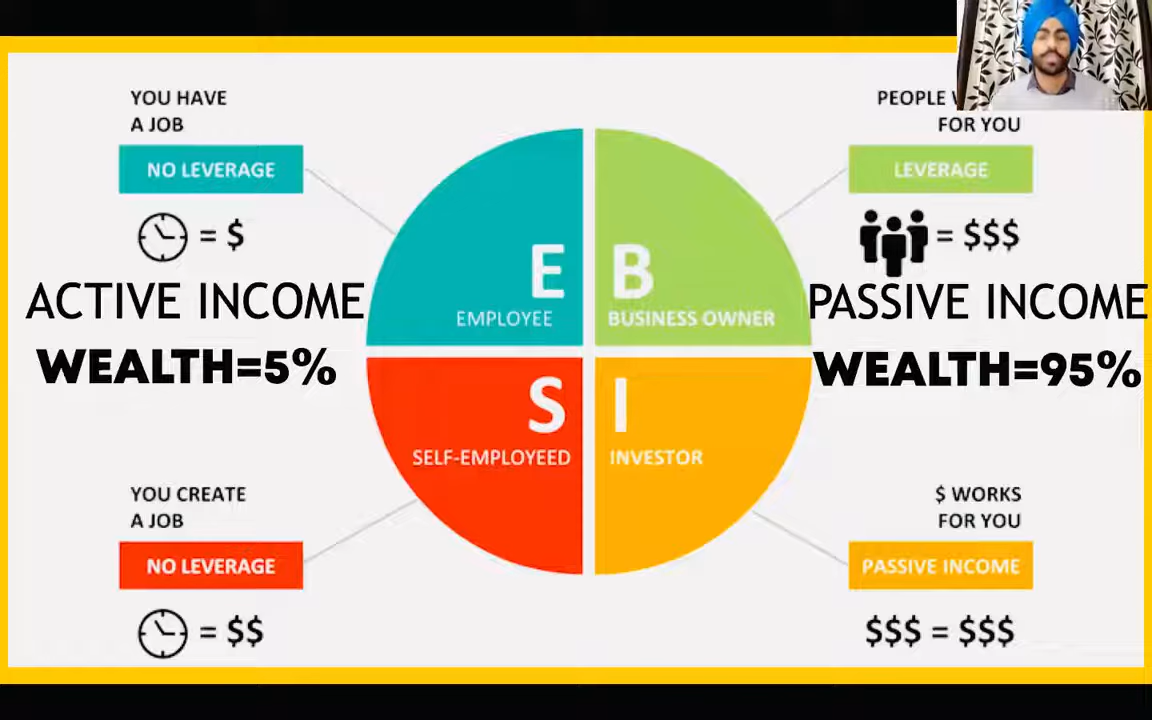 YOU HAVE
A JOB
NO LEVERAGE
= $
ACTIVE INCOME
WEALTH=5%
E
EMPLOYEE
B
BUSINESS OWNER
PEOPLE
FOR YOU
LEVERAGE
= $$$
PASSIVE INCOME
WEALTH=95%
S
SELF-EMPLOYEED
I
INVESTOR
YOU CREATE
A JOB
NO LEVERAGE
= $$
$ WORKS
FOR YOU
PASSIVE INCOME
$$$ = $$$